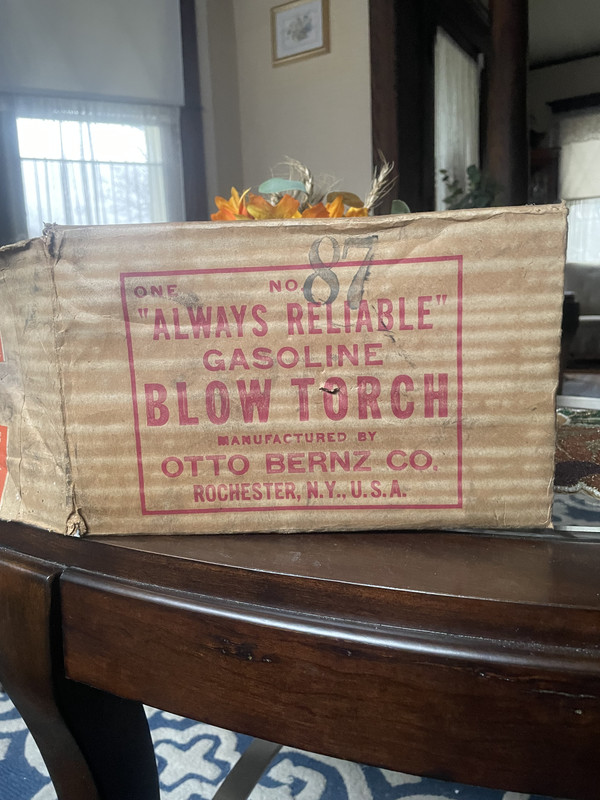 ONE NO 87
"ALWAYS RELIABLE"
GASOLINE
BLOW TORCH
MANUFACTURED BY
OTTO BERNZ CO.
ROCHESTER, N.Y., U.S.A.